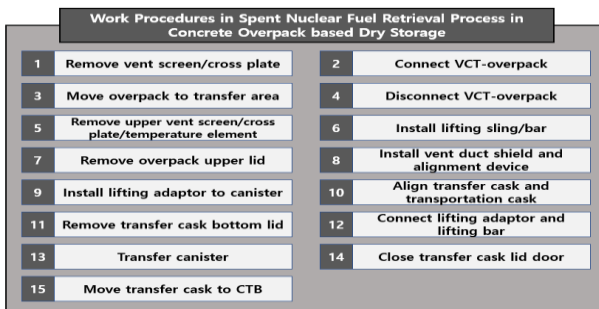 Work Procedures in Spent Nuclear Fuel Retrieval Process in
Concrete Overpack based Dry Storage
1 Remove vent screen/cross plate
2 Connect VCT-overpack
3 Move overpack to transfer area
4 Disconnect VCT-overpack
5 Remove upper vent screen/cross
plate/temperature element
6 Install lifting sling/bar
7 Remove overpack upper lid
8 Install vent duct shield and
alignment device
9 Install lifting adaptor to canister
10 Align transfer cask and
transportation cask
11 Remove transfer cask bottom lid
12 Connect lifting adaptor and
lifting bar
13 Transfer canister
14 Close transfer cask lid door
15 Move transfer cask to CTB